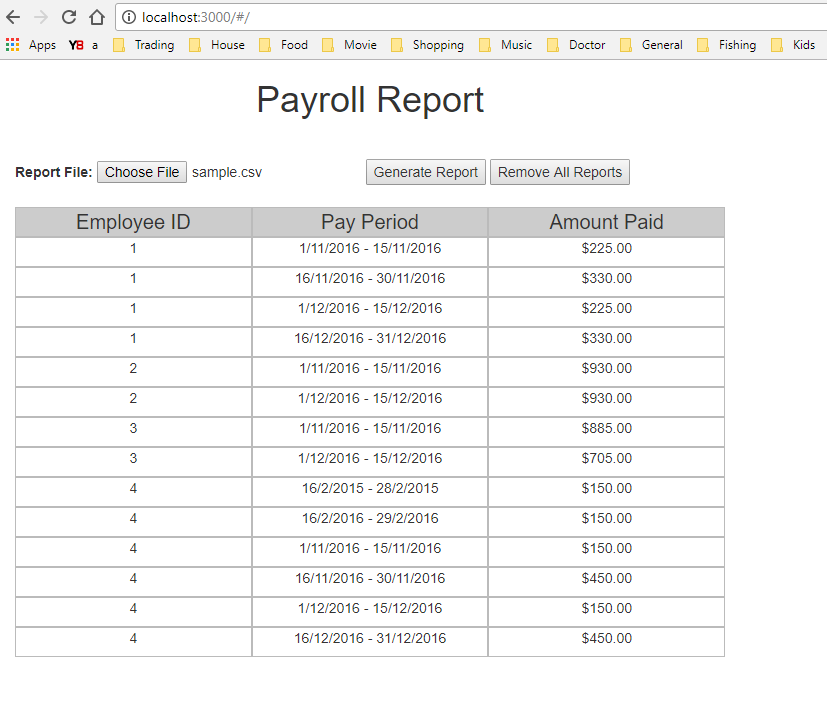 localhost:3000/#/
Apps YB a Trading House Food Movie Shopping Music Doctor General Fishing Kids
Payroll Report
Report File: Choose File sample.csv Generate Report Remove All Reports
Employee ID Pay Period Amount Paid
1 1/11/2016 - 15/11/2016 $225.00
1 16/11/2016 - 30/11/2016 $330.00
1 1/12/2016 - 15/12/2016 $225.00
1 16/12/2016 - 31/12/2016 $330.00
2 1/11/2016 - 15/11/2016 $930.00
2 1/12/2016 - 15/12/2016 $930.00
3 1/11/2016 - 15/11/2016 $885.00
3 1/12/2016 - 15/12/2016 $705.00
4 16/2/2015 - 28/2/2015 $150.00
4 16/2/2016 - 29/2/2016 $150.00
4 1/11/2016 - 15/11/2016 $150.00
4 16/11/2016 - 30/11/2016 $450.00
4 1/12/2016 - 15/12/2016 $150.00
4 16/12/2016 - 31/12/2016 $450.00